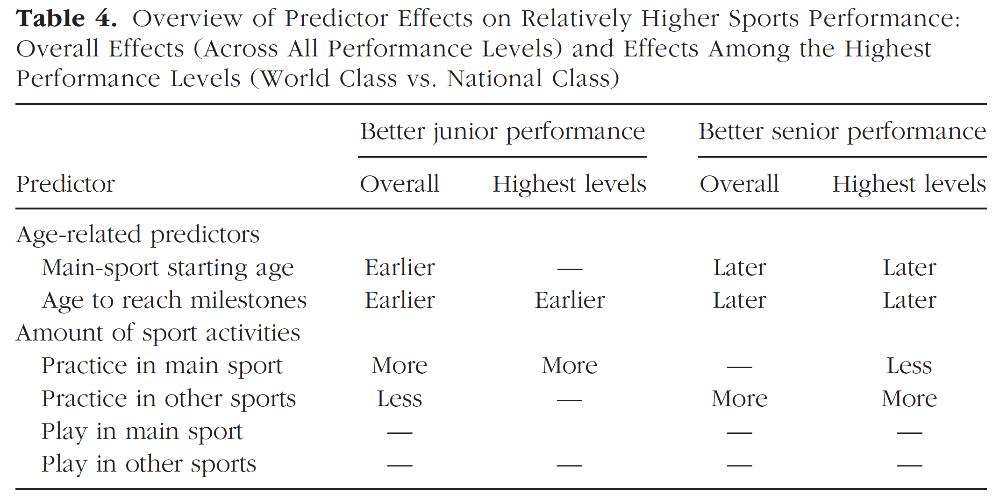 Table 4. Overview of Predictor Effects on Relatively Higher Sports Performance:
Overall Effects (Across All Performance Levels) and Effects Among the Highest
Performance Levels (World Class vs. National Class)
Better junior performance Better senior performance
Predictor Overall Highest levels Overall Highest levels
Age-related predictors
Main-sport starting age Earlier — Later Later
Age to reach milestones Earlier Earlier Later Later
Amount of sport activities
Practice in main sport More More — Less
Practice in other sports Less — More More
Play in main sport — — —
Play in other sports — — — —